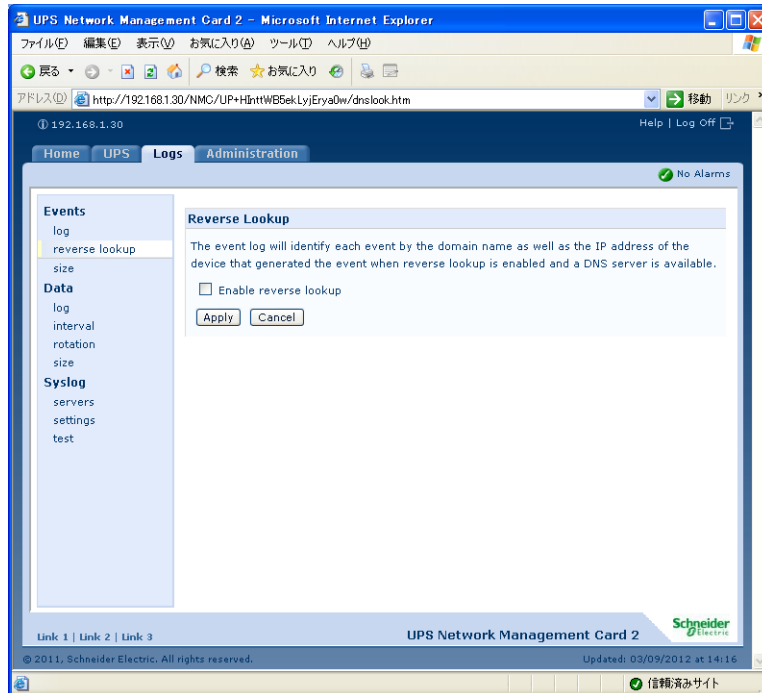 UPS Network Management Card 2 - Microsoft Internet Explorer
ファイル(F) 編集(E) 表示(V) お気に入り(A) ツール(T) ヘルプ(H)
戻る 検索 お気に入り
アドレス(D) http://192.168.1.30/NMC/UP+HInttWB5ekLyjErya0w/dnslook.htm 移動 リンク
192.168.1.30 Help | Log Off
Home UPS Logs Administration
No Alarms
Events
log
reverse lookup
size
Data
log
interval
rotation
size
Syslog
servers
settings
test
Reverse Lookup
The event log will identify each event by the domain name as well as the IP address of the
device that generated the event when reverse lookup is enabled and a DNS server is available.
Enable reverse lookup
Apply Cancel
Link 1 | Link 2 | Link 3
UPS Network Management Card 2
Schneider
Electric
© 2011, Schneider Electric. All rights reserved. Updated: 03/09/2012 at 14:16
信頼済みサイト